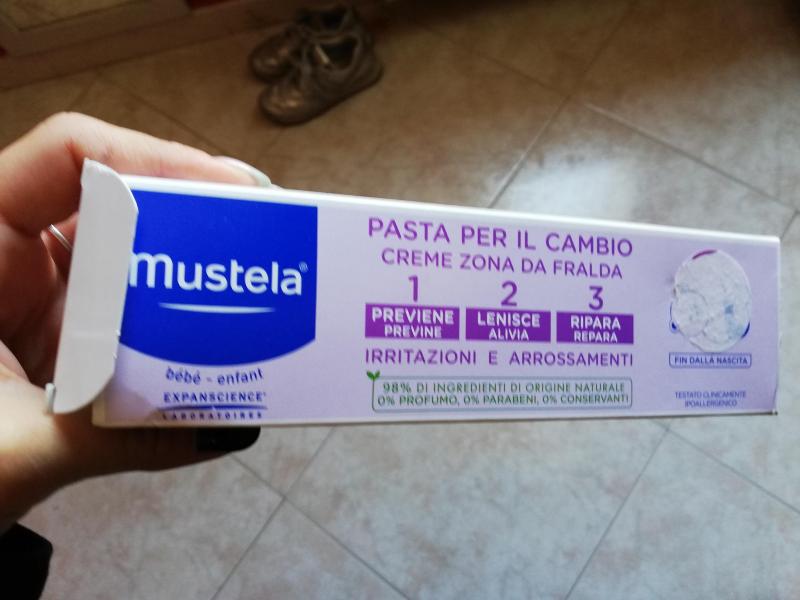 mustela®
bébé - enfant
EXPANSCIENCE®
LABORATOIRES
PASTA PER IL CAMBIO
CREME ZONA DA FRALDA
1 2 3
PREVIENE LENISCE RIPARA
PREVINE ALIVIA REPARA
IRRITAZIONI E ARROSSAMENTI
98% DI INGREDIENTI DI ORIGINE NATURALE
0% PROFUMO, 0% PARABENI, 0% CONSERVANTI
FIN DALLA NASCITA
TESTATO CLINICAMENTE
IPOALLERGENICO